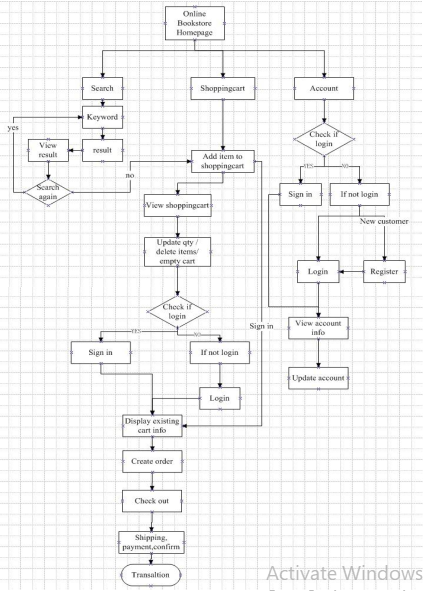 Online
Bookstore
Homepage
Search
Shoppingcart
Account
Keyword
yes
View
result
result
Search
again
no
Add item to
shoppingcart
Check if
login
YES
NO
Sign in
If not login
New customer
View shoppingcart
Update qty /
delete items/
empty cart
Login
Register
Check if
login
YES
NO
Sign in
View account
info
Sign in
If not login
Update account
Login
Display existing
cart info
Create order
Check out
Shipping,
payment,confirm
Transaltion
Activate Windows